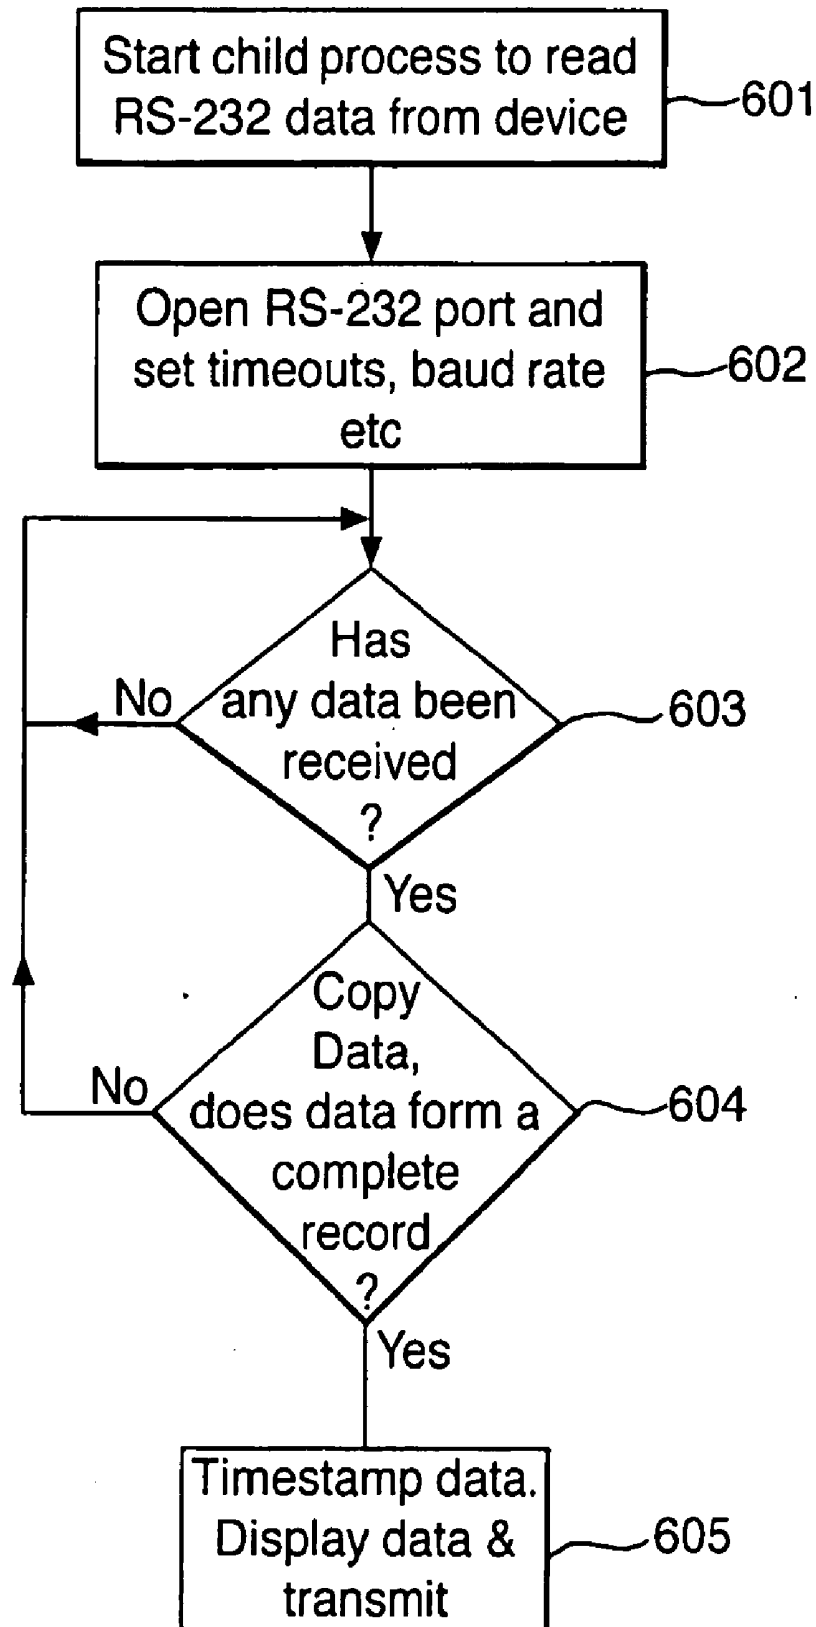 Start child process to read
RS-232 data from device
601
Open RS-232 port and
set timeouts, baud rate
etc
602
Has
any data been
received
?
No
603
Yes
Copy
Data,
does data form a
complete
record
?
No
604
Yes
Timestamp data.
Display data &
transmit
605